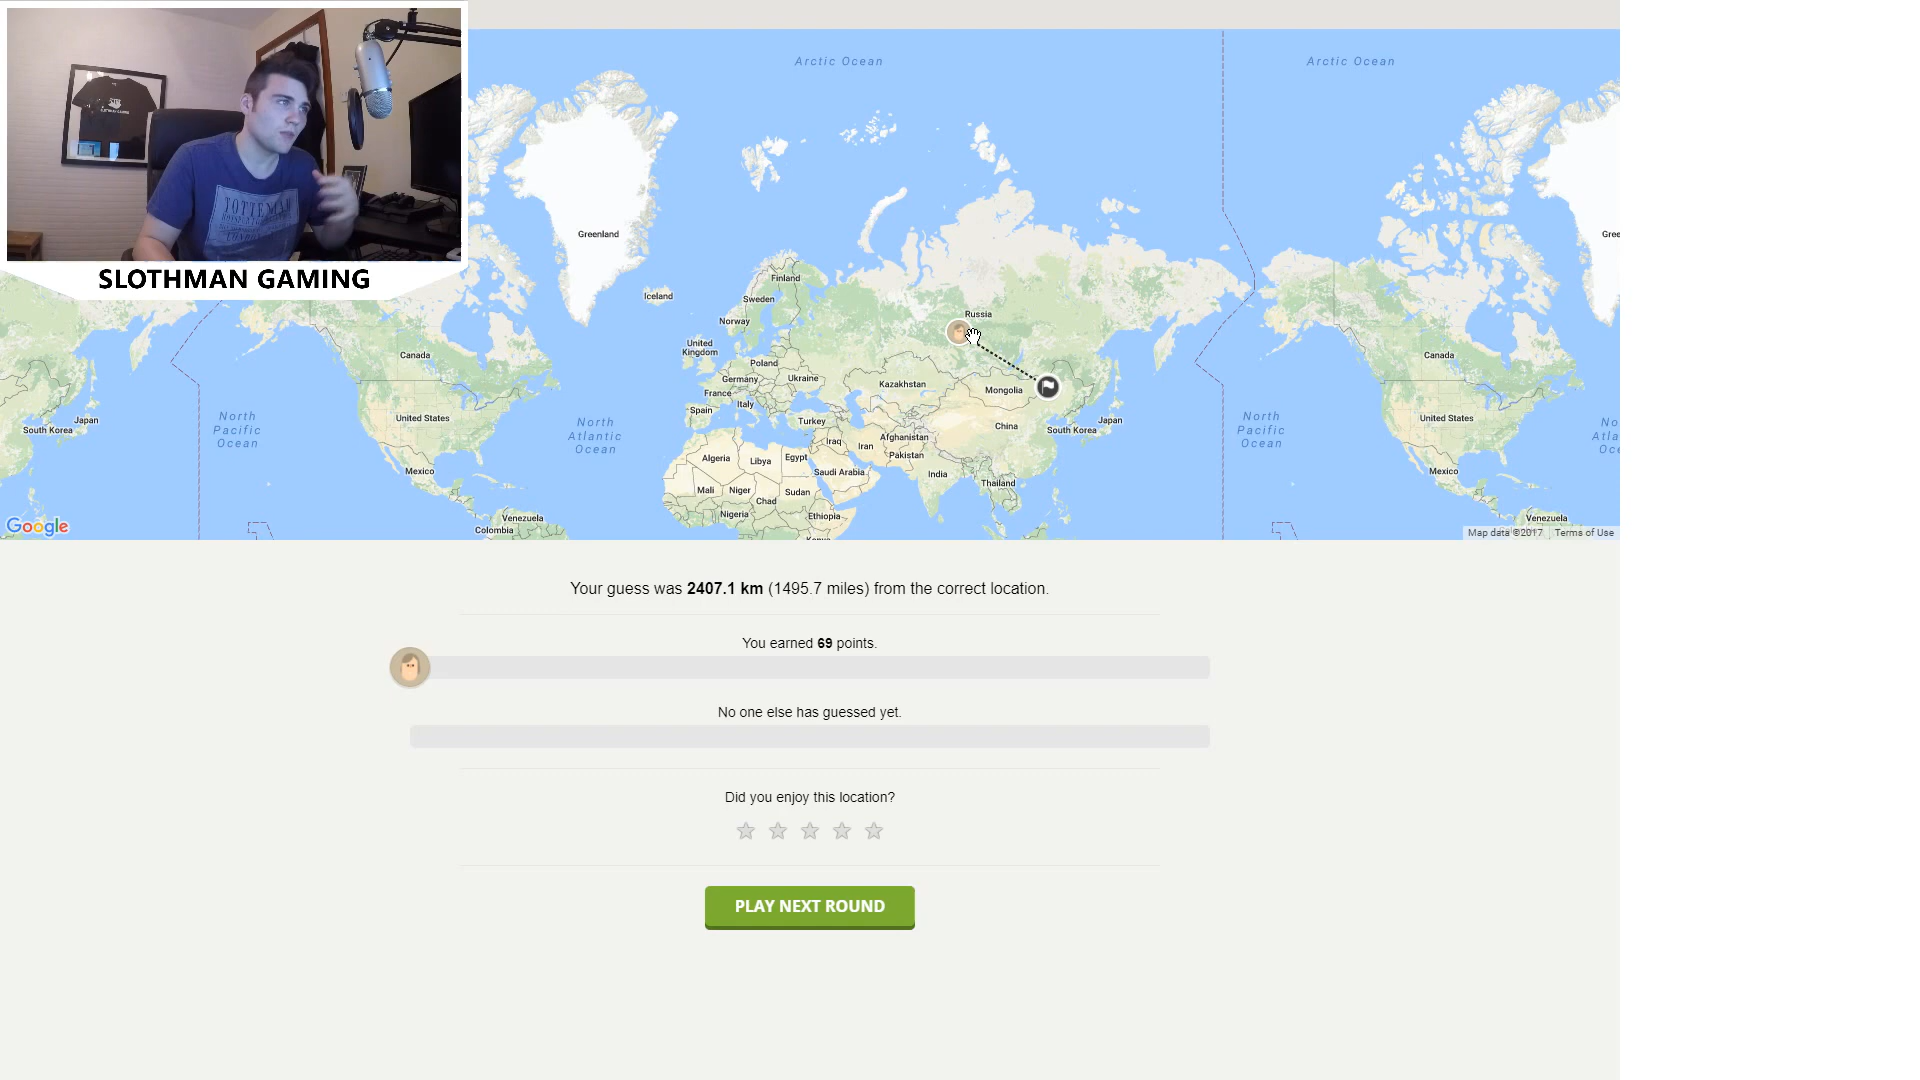 SLOTHMAN GAMING
Arctic Ocean
Arctic Ocean
Greenland
Gree
Iceland
Finland
Sweden
Norway
Russia
United
Kingdom
Poland
Germany
Ukraine
France
Italy
Spain
Turkey
Kazakhstan
Mongolia
China
South Korea
Japan
Canada
United States
Mexico
North
Pacific
Ocean
South Korea
Japan
North
Atlantic
Ocean
Algeria
Libya
Egypt
Iraq
Iran
Afghanistan
Pakistan
Saudi Arabia
India
Thailand
Mali
Niger
Chad
Sudan
Nigeria
Ethiopia
Venezuela
Colombia
North
Pacific
Ocean
Canada
United States
Mexico
Venezuela
No
Atla
Oce
Google
Map data ©2017
Terms of Use
Your guess was 2407.1 km (1495.7 miles) from the correct location.
You earned 69 points.
No one else has guessed yet.
Did you enjoy this location?
PLAY NEXT ROUND